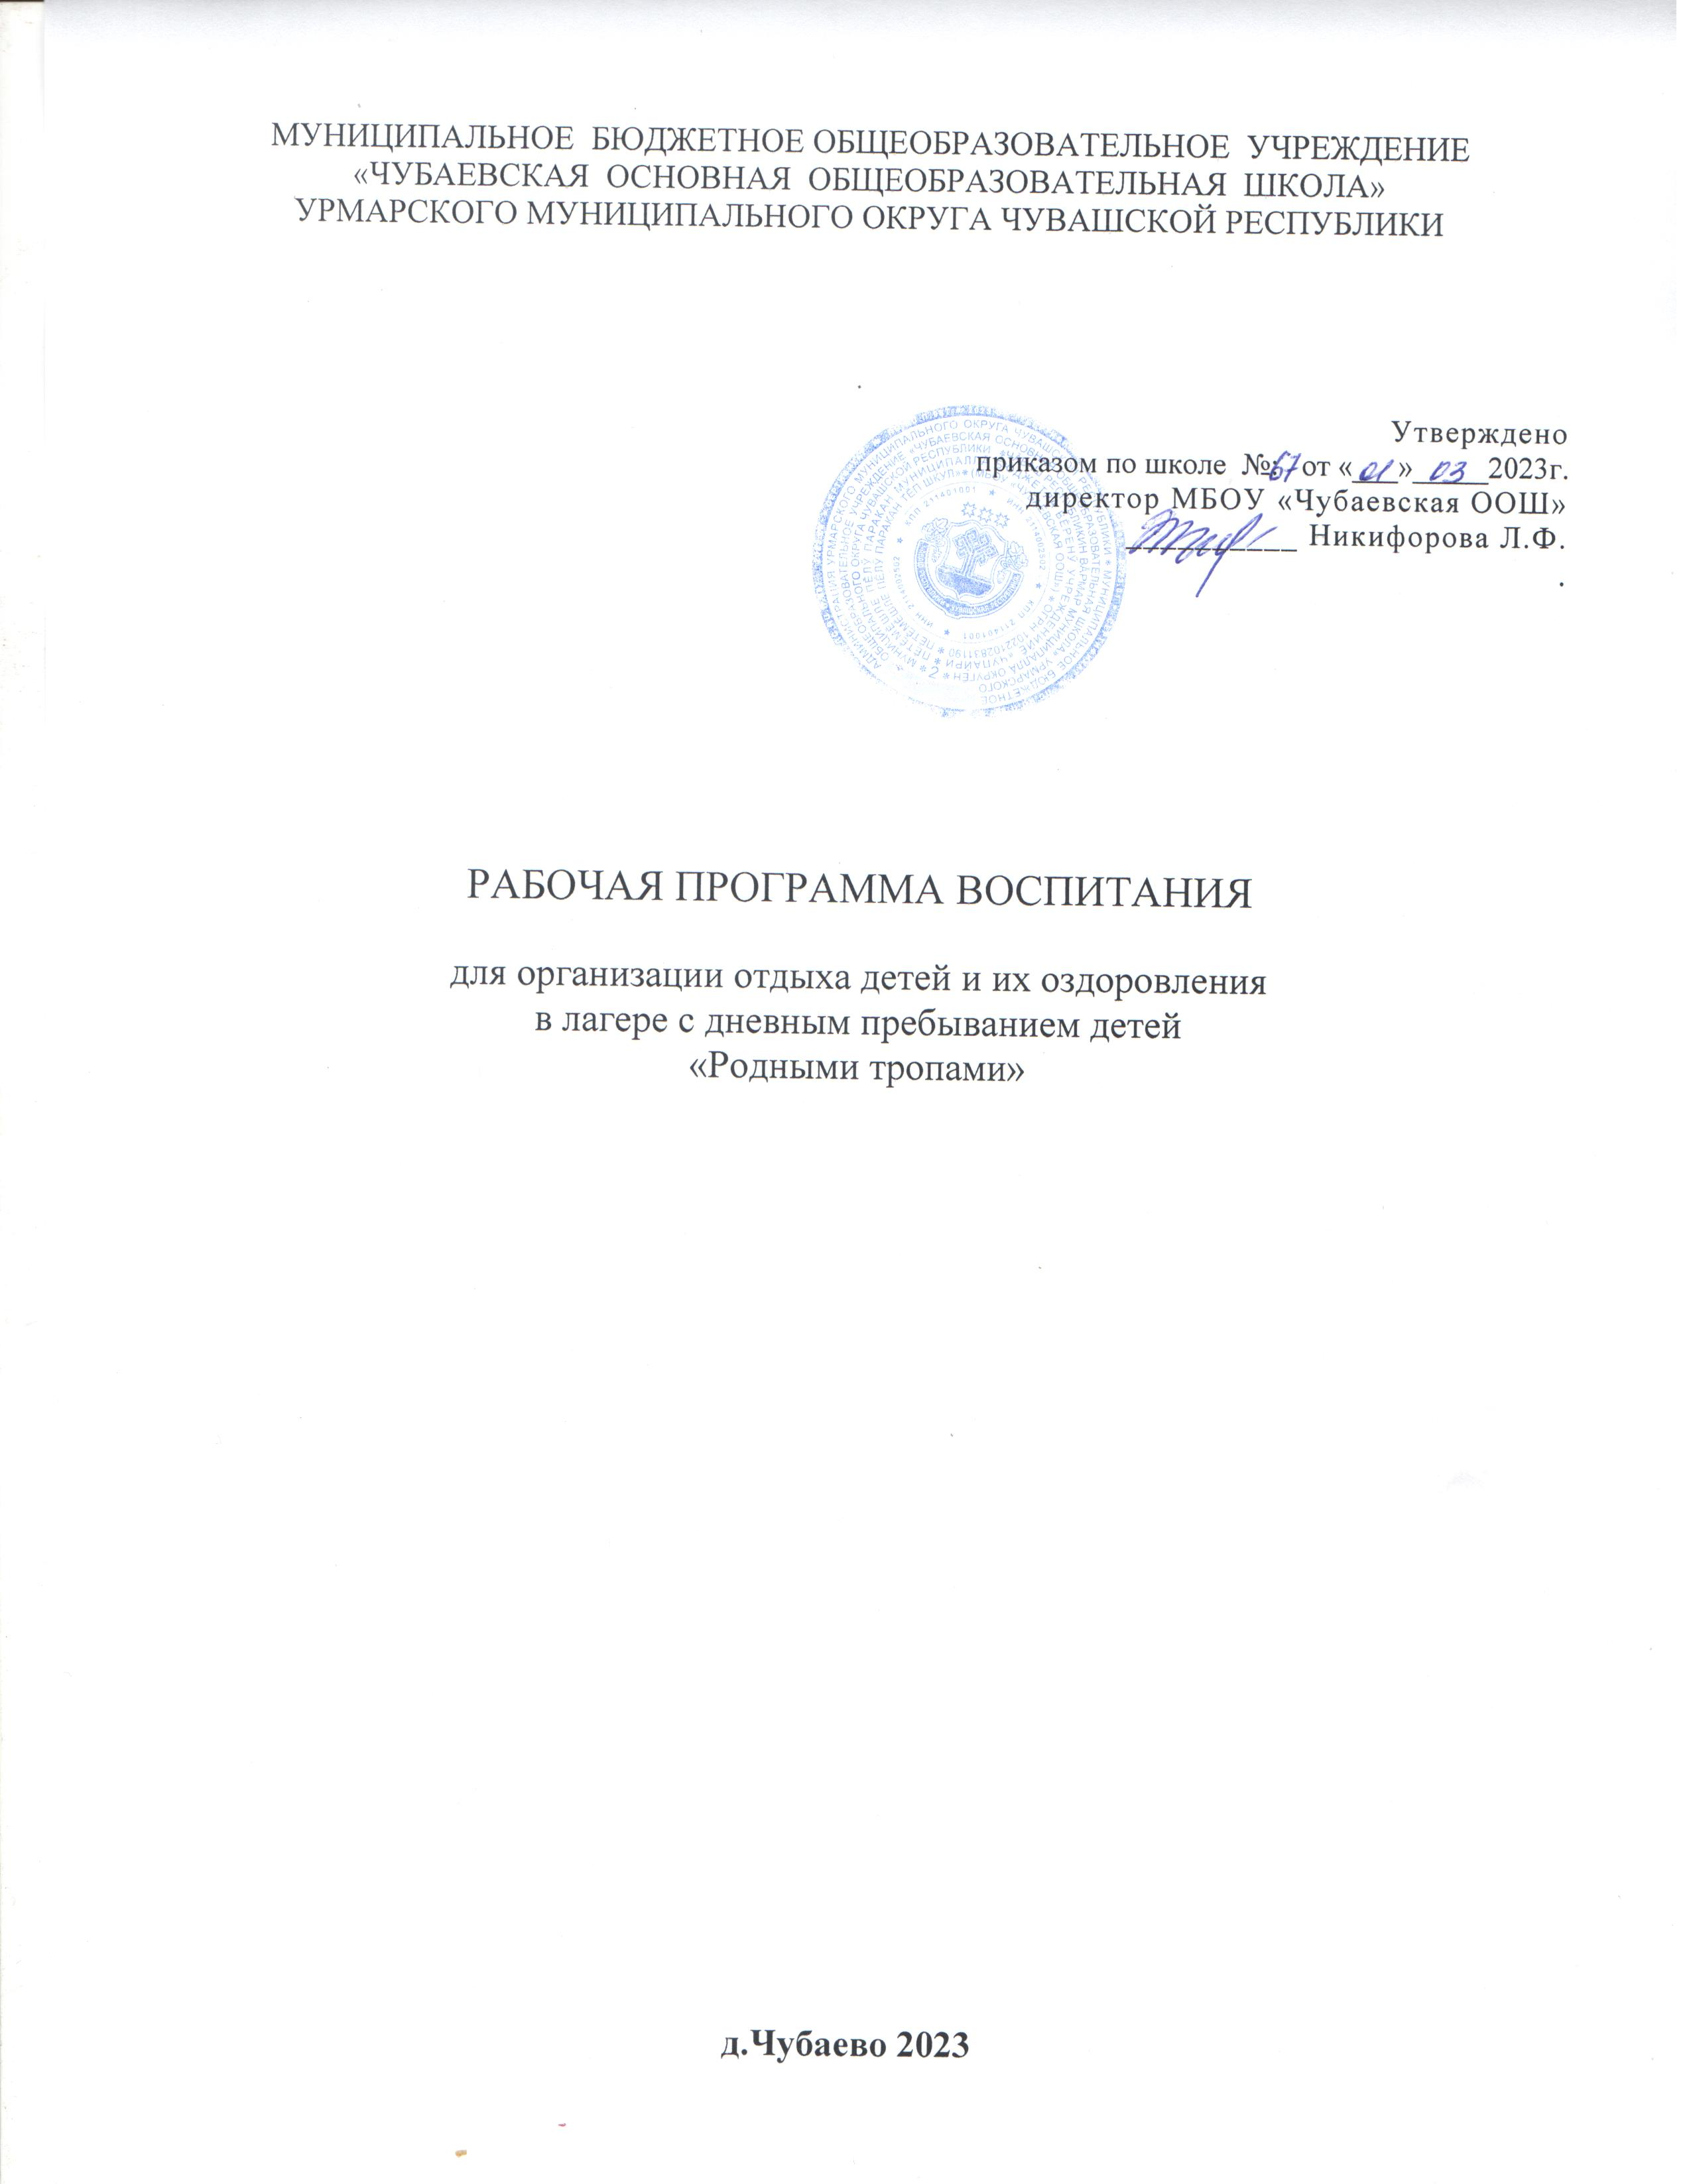 МУНИЦИПАЛЬНОЕ БЮДЖЕТНОЕ ОБЩЕОБРАЗОВАТЕЛЬНОЕ УЧРЕЖДЕНИЕ
«ЧУБАЕВСКАЯ ОСНОВНАЯ ОБЩЕОБРАЗОВАТЕЛЬНАЯ ШКОЛА»
УРМАРСКОГО МУНИЦИПАЛЬНОГО ОКРУГА ЧУВАШСКОЙ РЕСПУБЛИКИ
Утверждено
приказом по школе № от «01» 03 2023г.
директор МБОУ «Чубаевская ООШ»
__________ Никифорова Л.Ф.
РАБОЧАЯ ПРОГРАММА ВОСПИТАНИЯ
для организации отдыха детей и их оздоровления
в лагере с дневным пребыванием детей
«Родными тропами»
д.Чубаево 2023